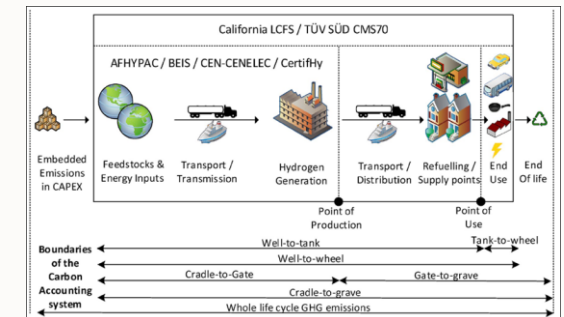 California LCFS / TÜV SÜD CMS70
AFHYPAC / BEIS / CEN-CENELEC / CertifHy
Embedded
Emissions
in CAPEX
Feedstocks &
Energy Inputs
Transport /
Transmission
Hydrogen
Generation
Transport /
Distribution
Refuelling /
Supply points
End
Use
End
Of life
Point of
Production
Point of
Use
Boundaries
of the
Carbon
Accounting
system
Well-to-tank
Tank-to-wheel
Well-to-wheel
Cradle-to-Gate
Gate-to-grave
Cradle-to-grave
Whole life cycle GHG emissions